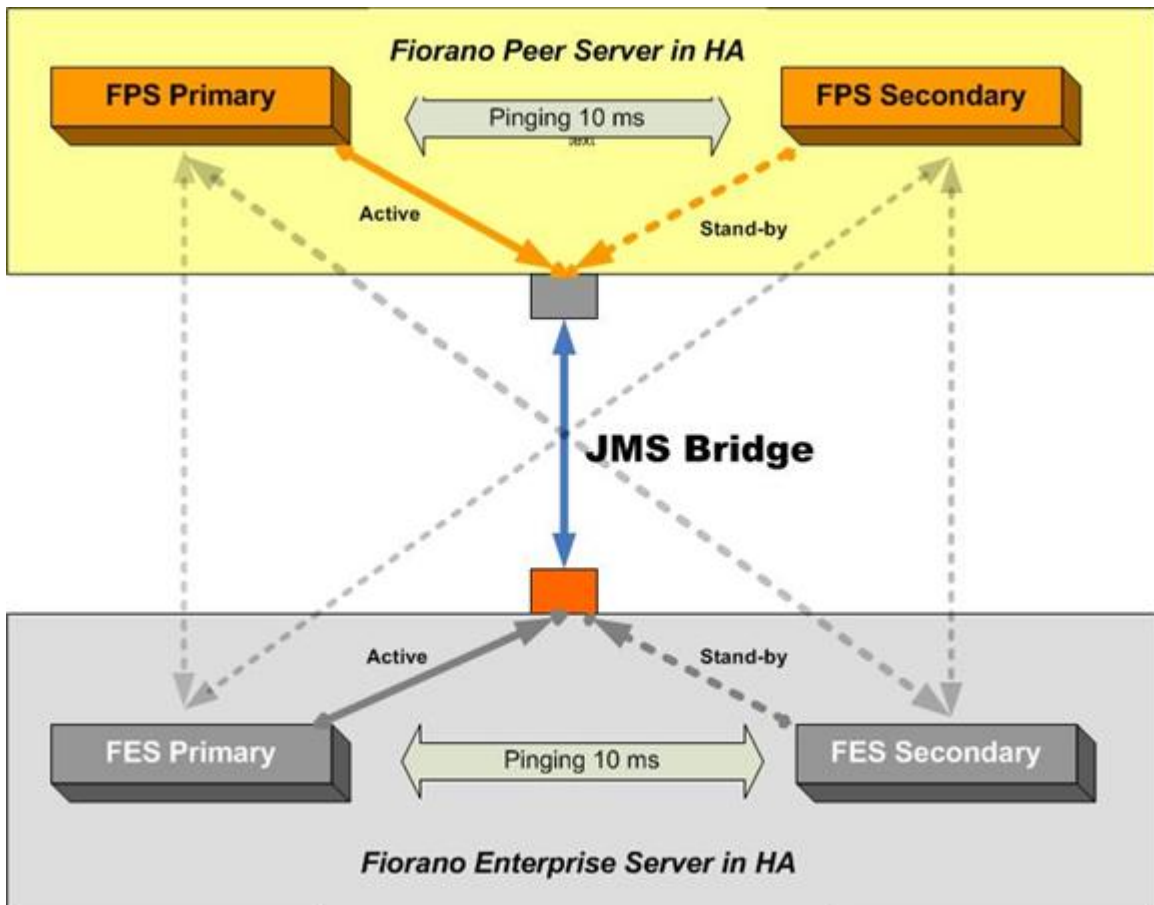 Fiorano Peer Server in HA
FPS Primary
FPS Secondary
Pinging 10 ms
Active
Stand-by
JMS Bridge
Active
Stand-by
FES Primary
FES Secondary
Pinging 10 ms
Fiorano Enterprise Server in HA